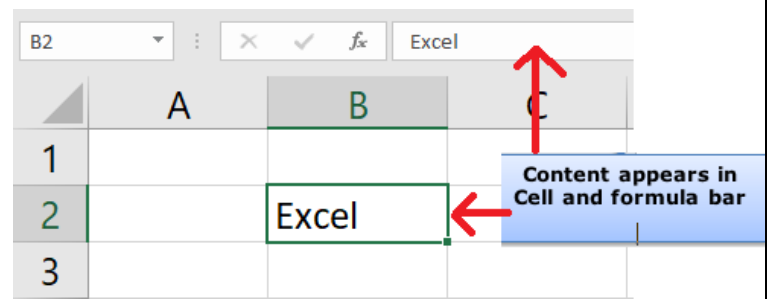 B2 fx Excel
A B C
1
Content appears in
Cell and formula bar
2 Excel
3